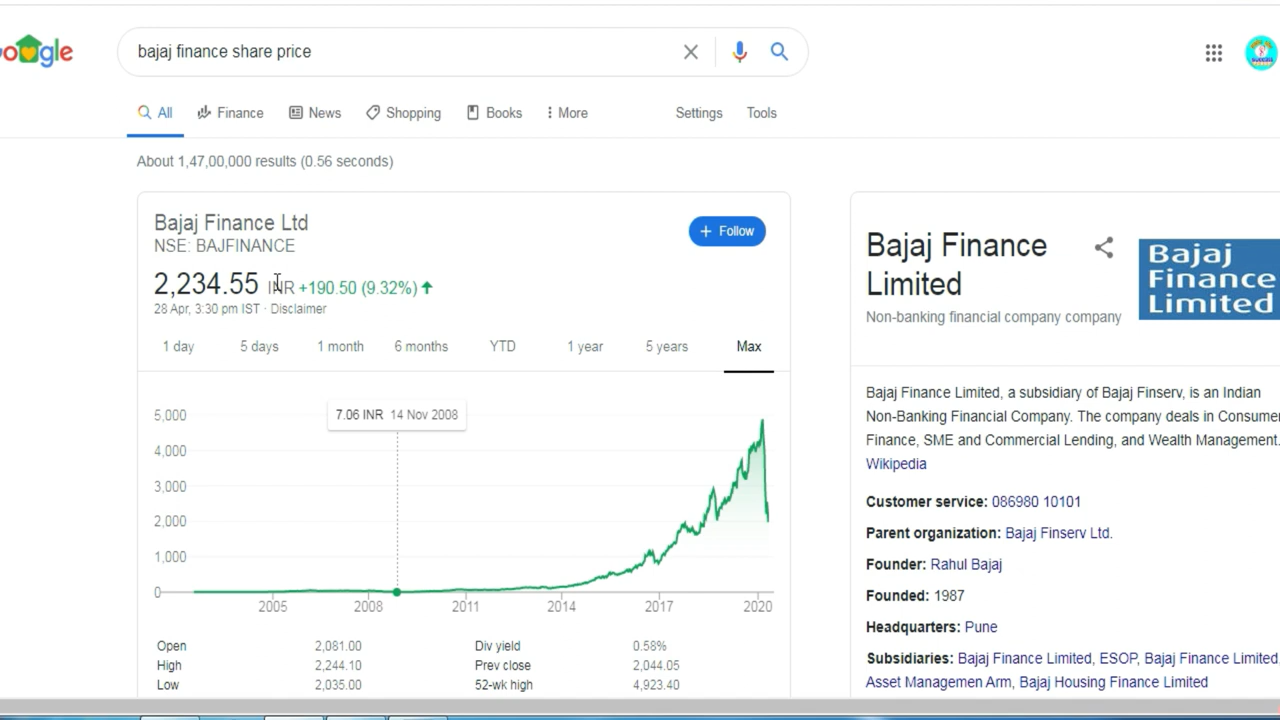 oogle
bajaj finance share price
All Finance News Shopping Books More Settings Tools
About 1,47,00,000 results (0.56 seconds)
Bajaj Finance Ltd
NSE: BAJFINANCE
+ Follow
2,234.55 INR +190.50 (9.32%)
28 Apr, 3:30 pm IST · Disclaimer
1 day 5 days 1 month 6 months YTD 1 year 5 years Max
7.06 INR 14 Nov 2008
5,000
4,000
3,000
2,000
1,000
0
2005 2008 2011 2014 2017 2020
Open 2,081.00 Div yield 0.58%
High 2,244.10 Prev close 2,044.05
Low 2,035.00 52-wk high 4,923.40
Bajaj Finance
Limited
Non-banking financial company company
Bajaj
Finance
Limited
Bajaj Finance Limited, a subsidiary of Bajaj Finserv, is an Indian
Non-Banking Financial Company. The company deals in Consumer
Finance, SME and Commercial Lending, and Wealth Management.
Wikipedia
Customer service: 086980 10101
Parent organization: Bajaj Finserv Ltd.
Founder: Rahul Bajaj
Founded: 1987
Headquarters: Pune
Subsidiaries: Bajaj Finance Limited, ESOP, Bajaj Finance Limited.
Asset Managemen Arm, Bajaj Housing Finance Limited